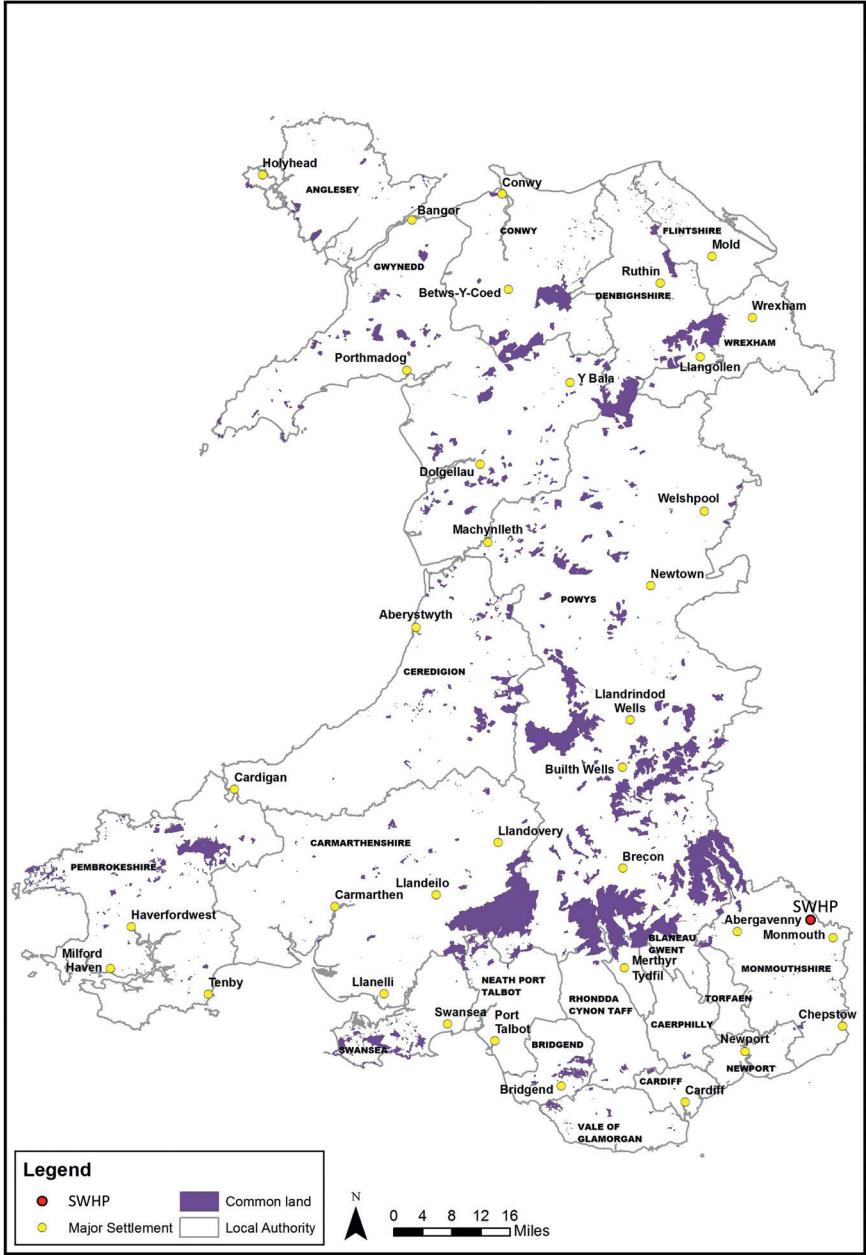 Holyhead
ANGLESEY
Conwy
Bangor
CONWY
FLINTSHIRE
Mold
GWYNEDD
Ruthin
Betws-Y-Coed
DENBIGHSHIRE
Wrexham
WREXHAM
Porthmadog
Llangollen
Y Bala
Dolgellau
Welshpool
Machynlleth
Newtown
POWYS
Aberystwyth
CEREDIGION
Llandrindod
Wells
Builth Wells
Cardigan
CARMARTHENSHIRE
Llandovery
PEMBROKESHIRE
Brecon
Llandeilo
Carmarthen
SWHP
Haverfordwest
Abergavenny
Monmouth
BLANEAU
GWENT
Milford
Haven
Merthyr
Tydfil
MONMOUTHSHIRE
Tenby
Llanelli
NEATH PORT
TALBOT
RHONDDA
CYNON TAFF
TORFAEN
Swansea
Port
Talbot
CAERPHILLY
Chepstow
SWANSEA
BRIDGEND
Newport
NEWPORT
Bridgend
CARDIFF
Cardiff
VALE OF
GLAMORGAN
Legend
SWHP
Common land
Major Settlement
Local Authority
N
0 4 8 12 16
Miles